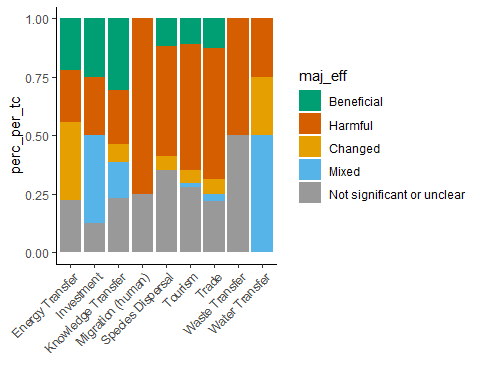 1.00
0.75
0.50
0.25
0.00
perc_per_tc
Energy Transfer
Investment
Knowledge Transfer
Migration (human)
Species Dispersal
Tourism
Trade
Waste Transfer
Water Transfer
maj_eff
Beneficial
Harmful
Changed
Mixed
Not significant or unclear